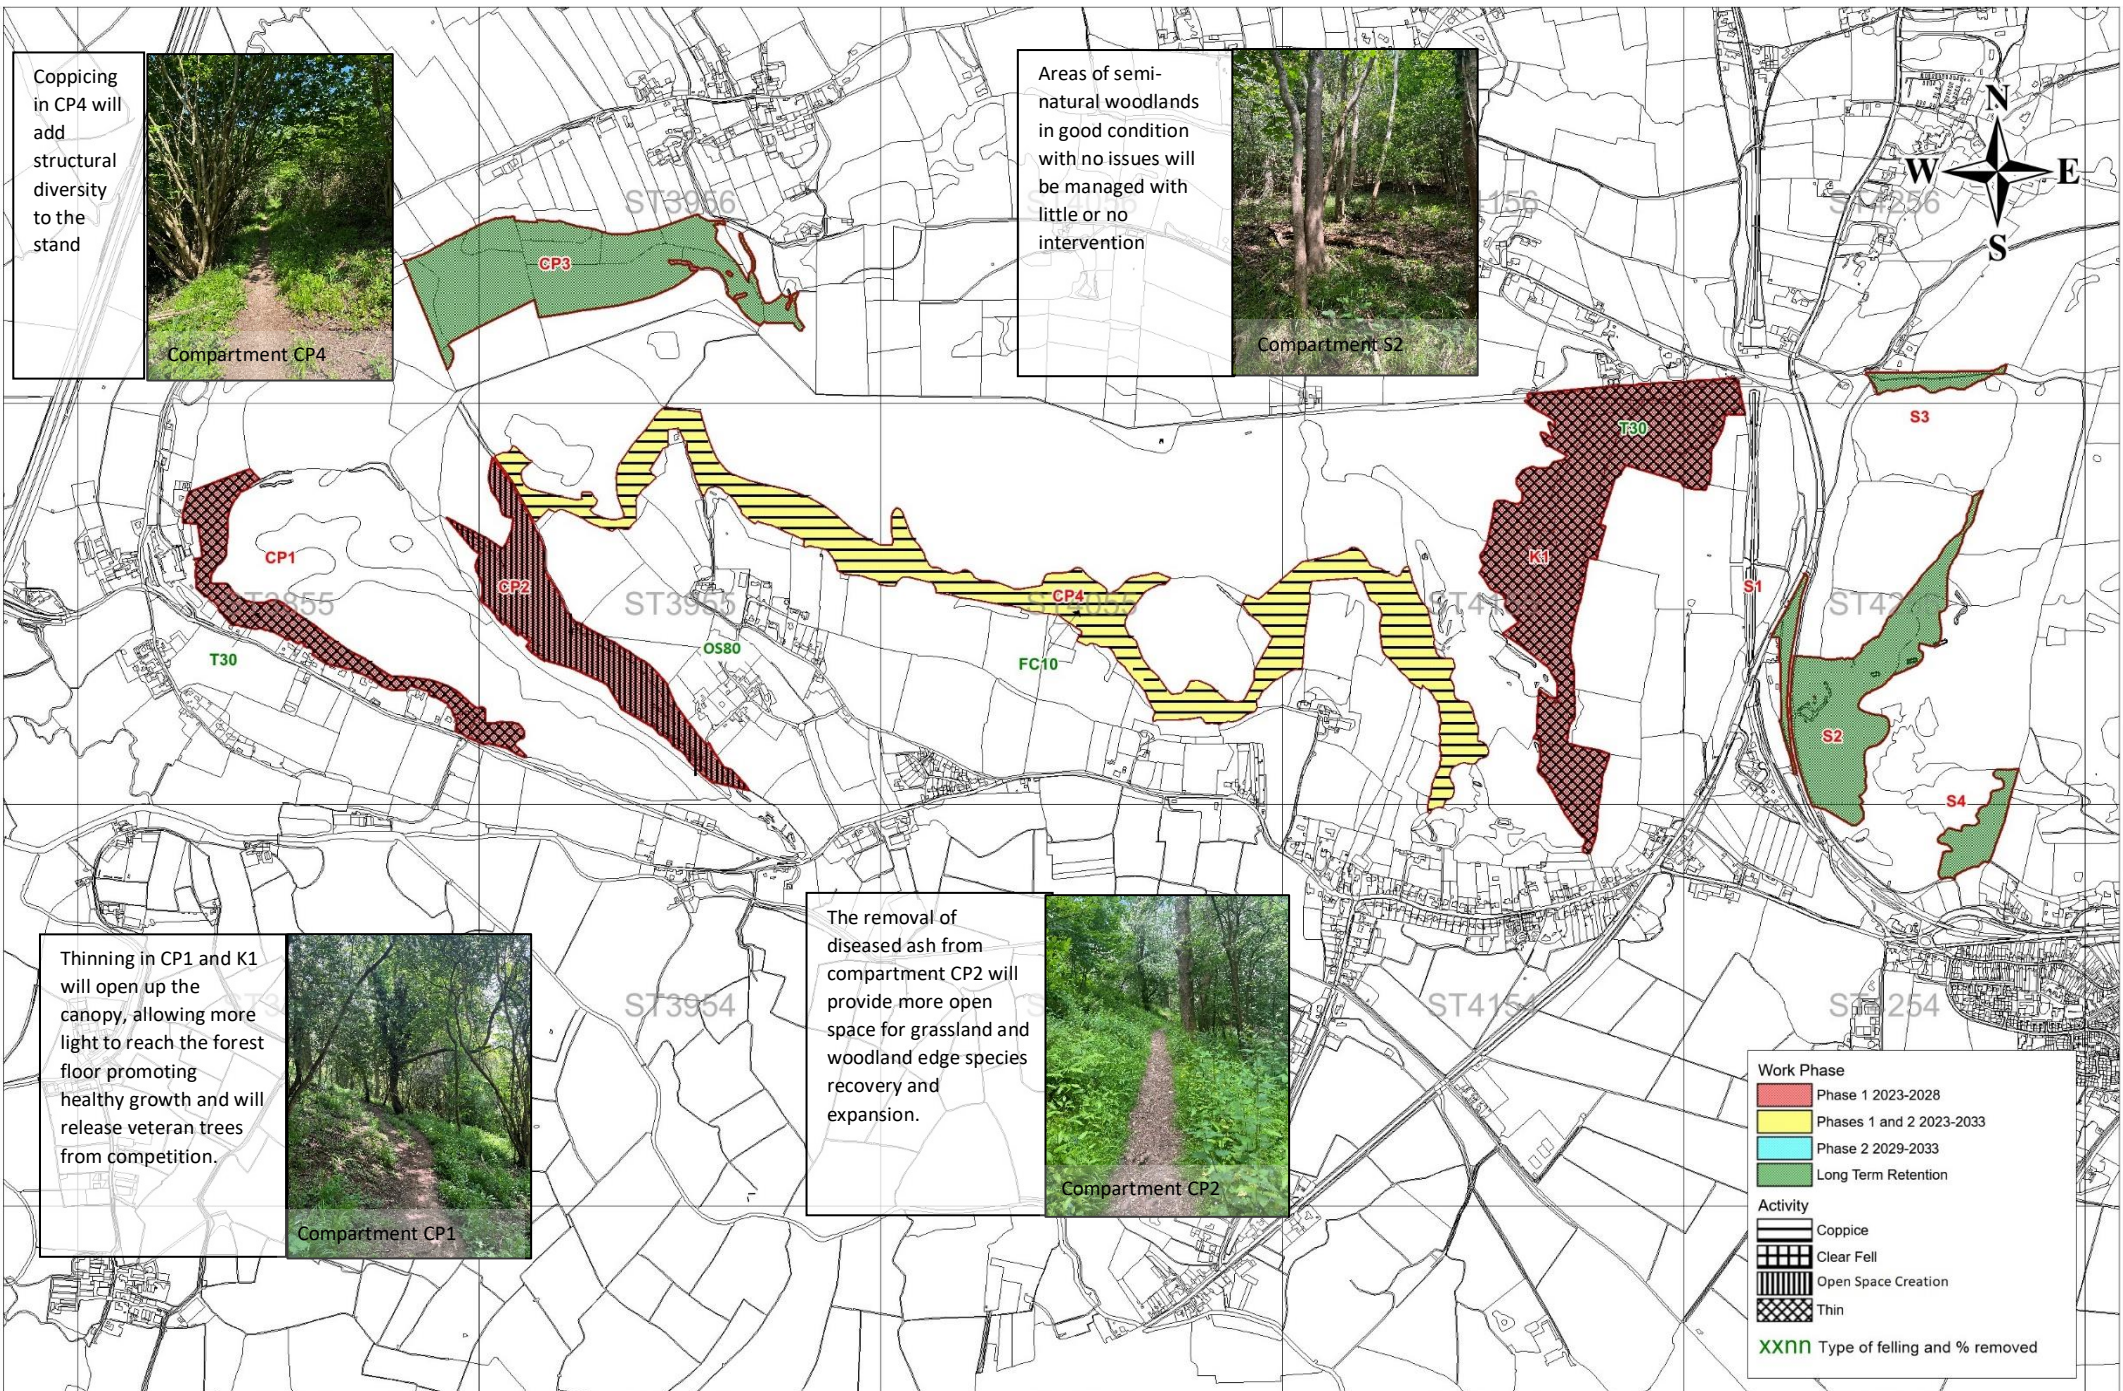 Coppicing
in CP4 will
add
structural
diversity
to the
stand
Compartment CP4
Areas of semi-
natural woodlands
in good condition
with no issues will
be managed with
little or no
intervention
Compartment S2
N
W
E
S
ST3956
ST4056
ST4256
CP3
S3
T30
CP1
CP2
CP4
K1
S1
ST3955
ST4055
T30
OS80
FC10
S2
S4
Thinning in CP1 and K1
will open up the
canopy, allowing more
light to reach the forest
floor promoting
healthy growth and will
release veteran trees
from competition.
Compartment CP1
The removal of
diseased ash from
compartment CP2 will
provide more open
space for grassland and
woodland edge species
recovery and
expansion.
Compartment CP2
ST3954
ST4154
ST4254
Work Phase
Phase 1 2023-2028
Phases 1 and 2 2023-2033
Phase 2 2029-2033
Long Term Retention
Activity
Coppice
Clear Fell
Open Space Creation
Thin
xxnn Type of felling and % removed